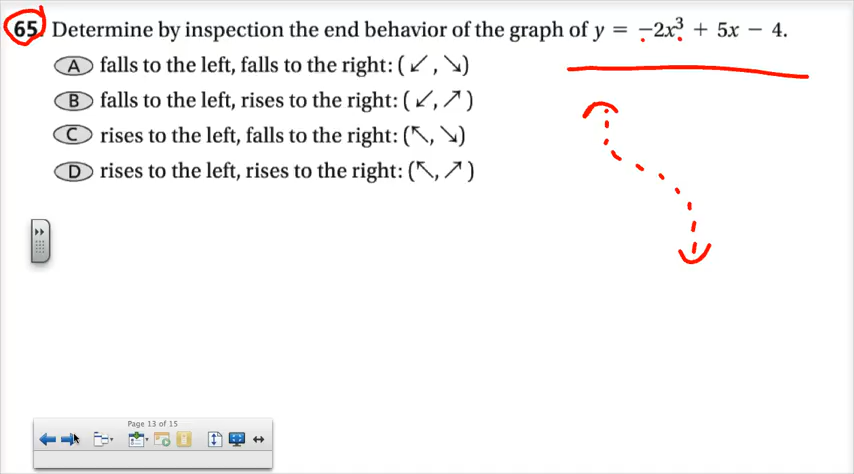 65. Determine by inspection the end behavior of the graph of y = −2x³ + 5x − 4.
A falls to the left, falls to the right: (↙, ↘)
B falls to the left, rises to the right: (↙, ↗)
C rises to the left, falls to the right: (↖, ↘)
D rises to the left, rises to the right: (↖, ↗)
Page 13 of 15